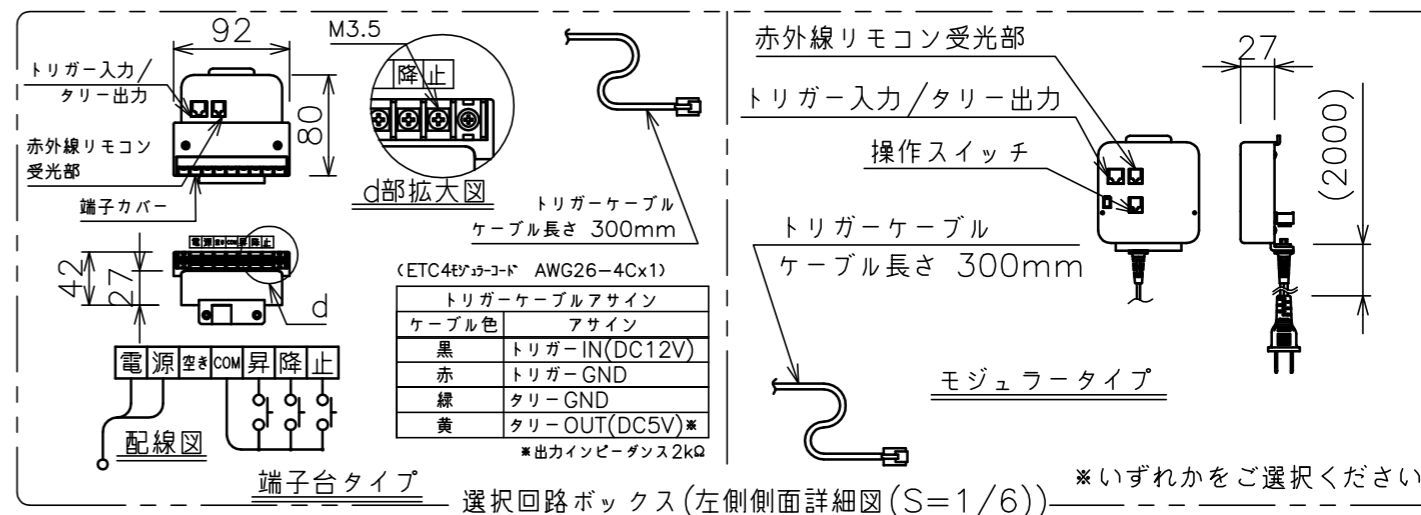 92
M3.5
トリガー入力/
タリー出力
80
赤外線リモコン
受光部
端子カバー
降止
d部拡大図
トリガーケーブル
ケーブル長さ 300mm
電源空きCOM昇降止
42
27
d
電 源 空き COM 昇 降 止
配線図
端子台タイプ
(ETC4モジュラーコード AWG26-4Cx1)
トリガーケーブルアサイン
ケーブル色 アサイン
黒 トリガーIN(DC12V)
赤 トリガーGND
緑 タリーGND
黄 タリーOUT(DC5V)※
※出力インピーダンス2kΩ
赤外線リモコン受光部
トリガー入力/タリー出力
操作スイッチ
トリガーケーブル
ケーブル長さ 300mm
27
(2000)
モジュラータイプ
※いずれかをご選択ください
選択回路ボックス(左側側面詳細図(S=1/6))